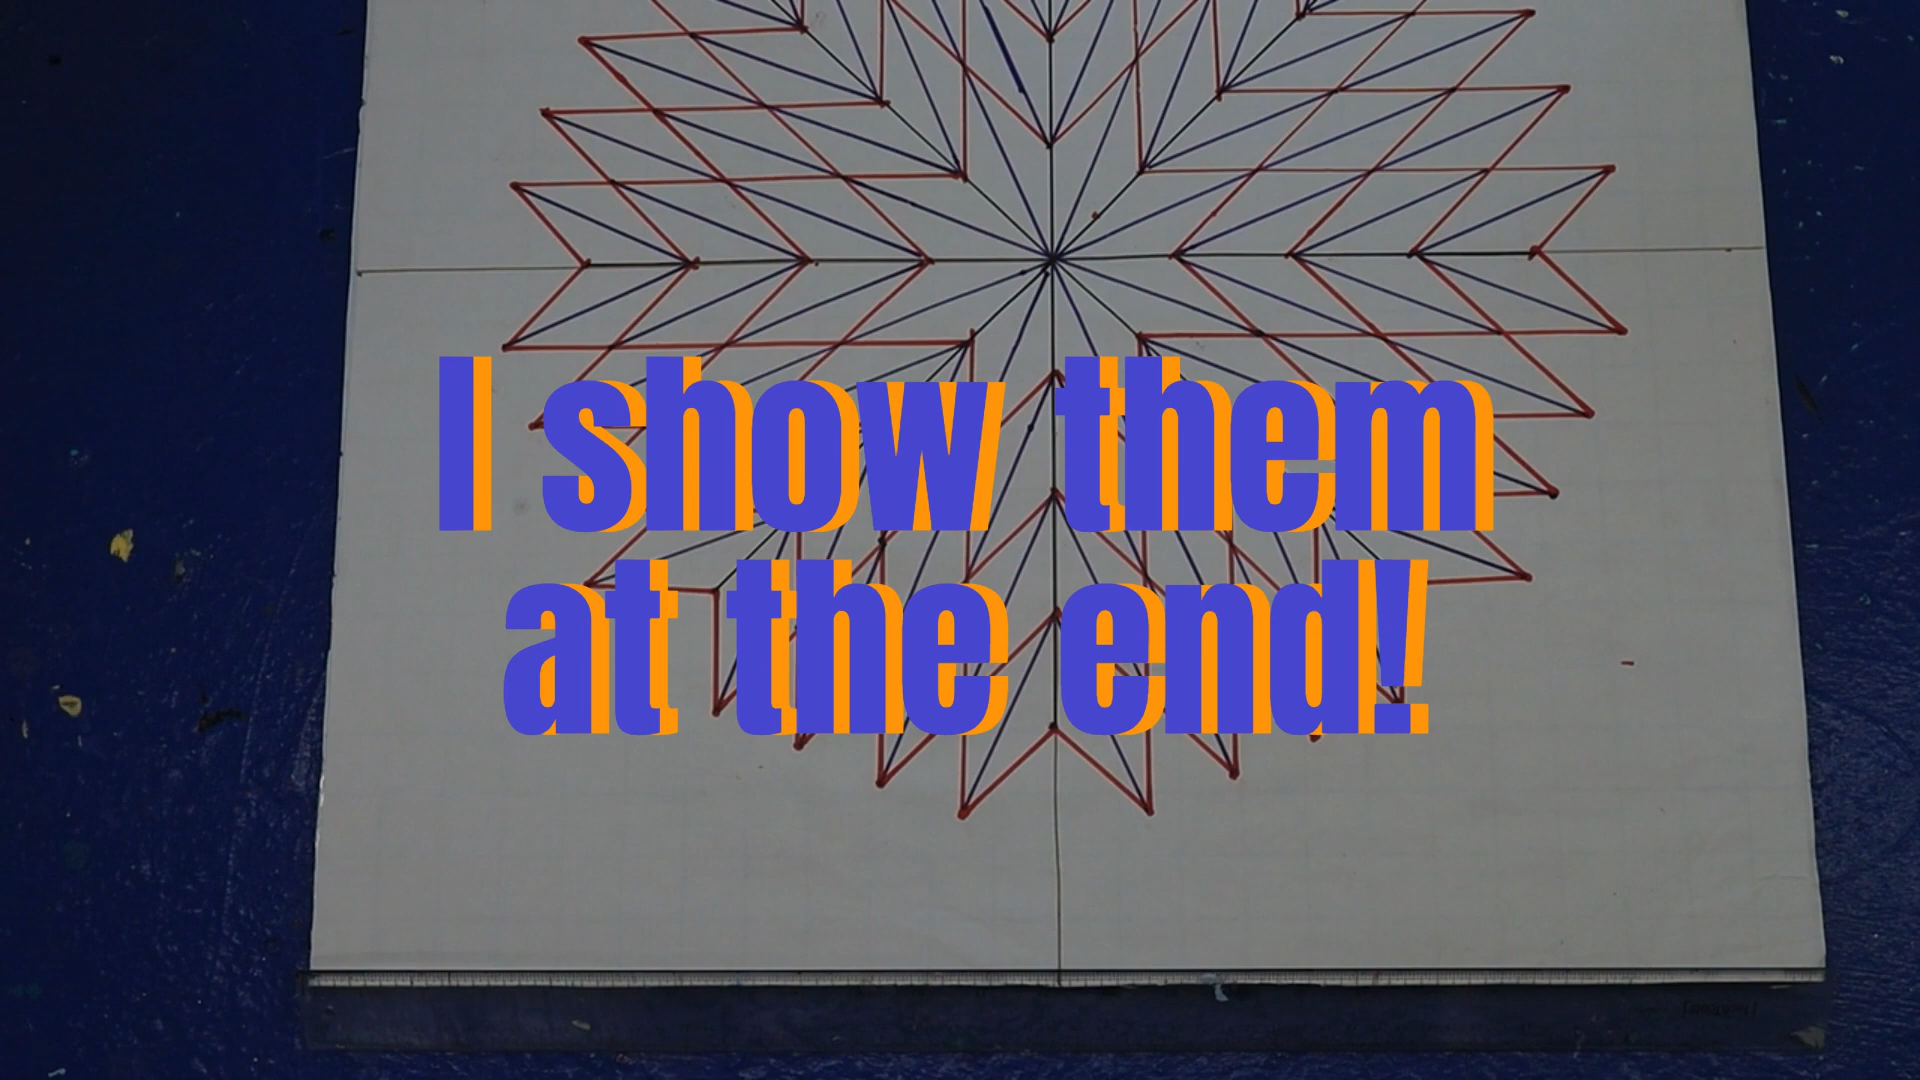 I show them
at the end!